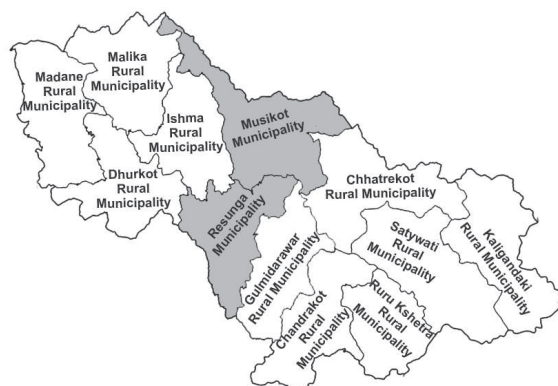 Malika
Rural
Municipality
Madane
Rural
Municipality
Ishma
Rural
Municipality
Musikot
Municipality
Dhurkot
Rural
Municipality
Resunga
Municipality
Chhatrekot
Rural Municipality
Gulmidarawar
Rural Municipality
Satywati
Rural
Municipality
Kaligandaki
Rural Municipality
Chandrakot
Rural
Municipality
Ruru Kshetra
Rural
Municipality